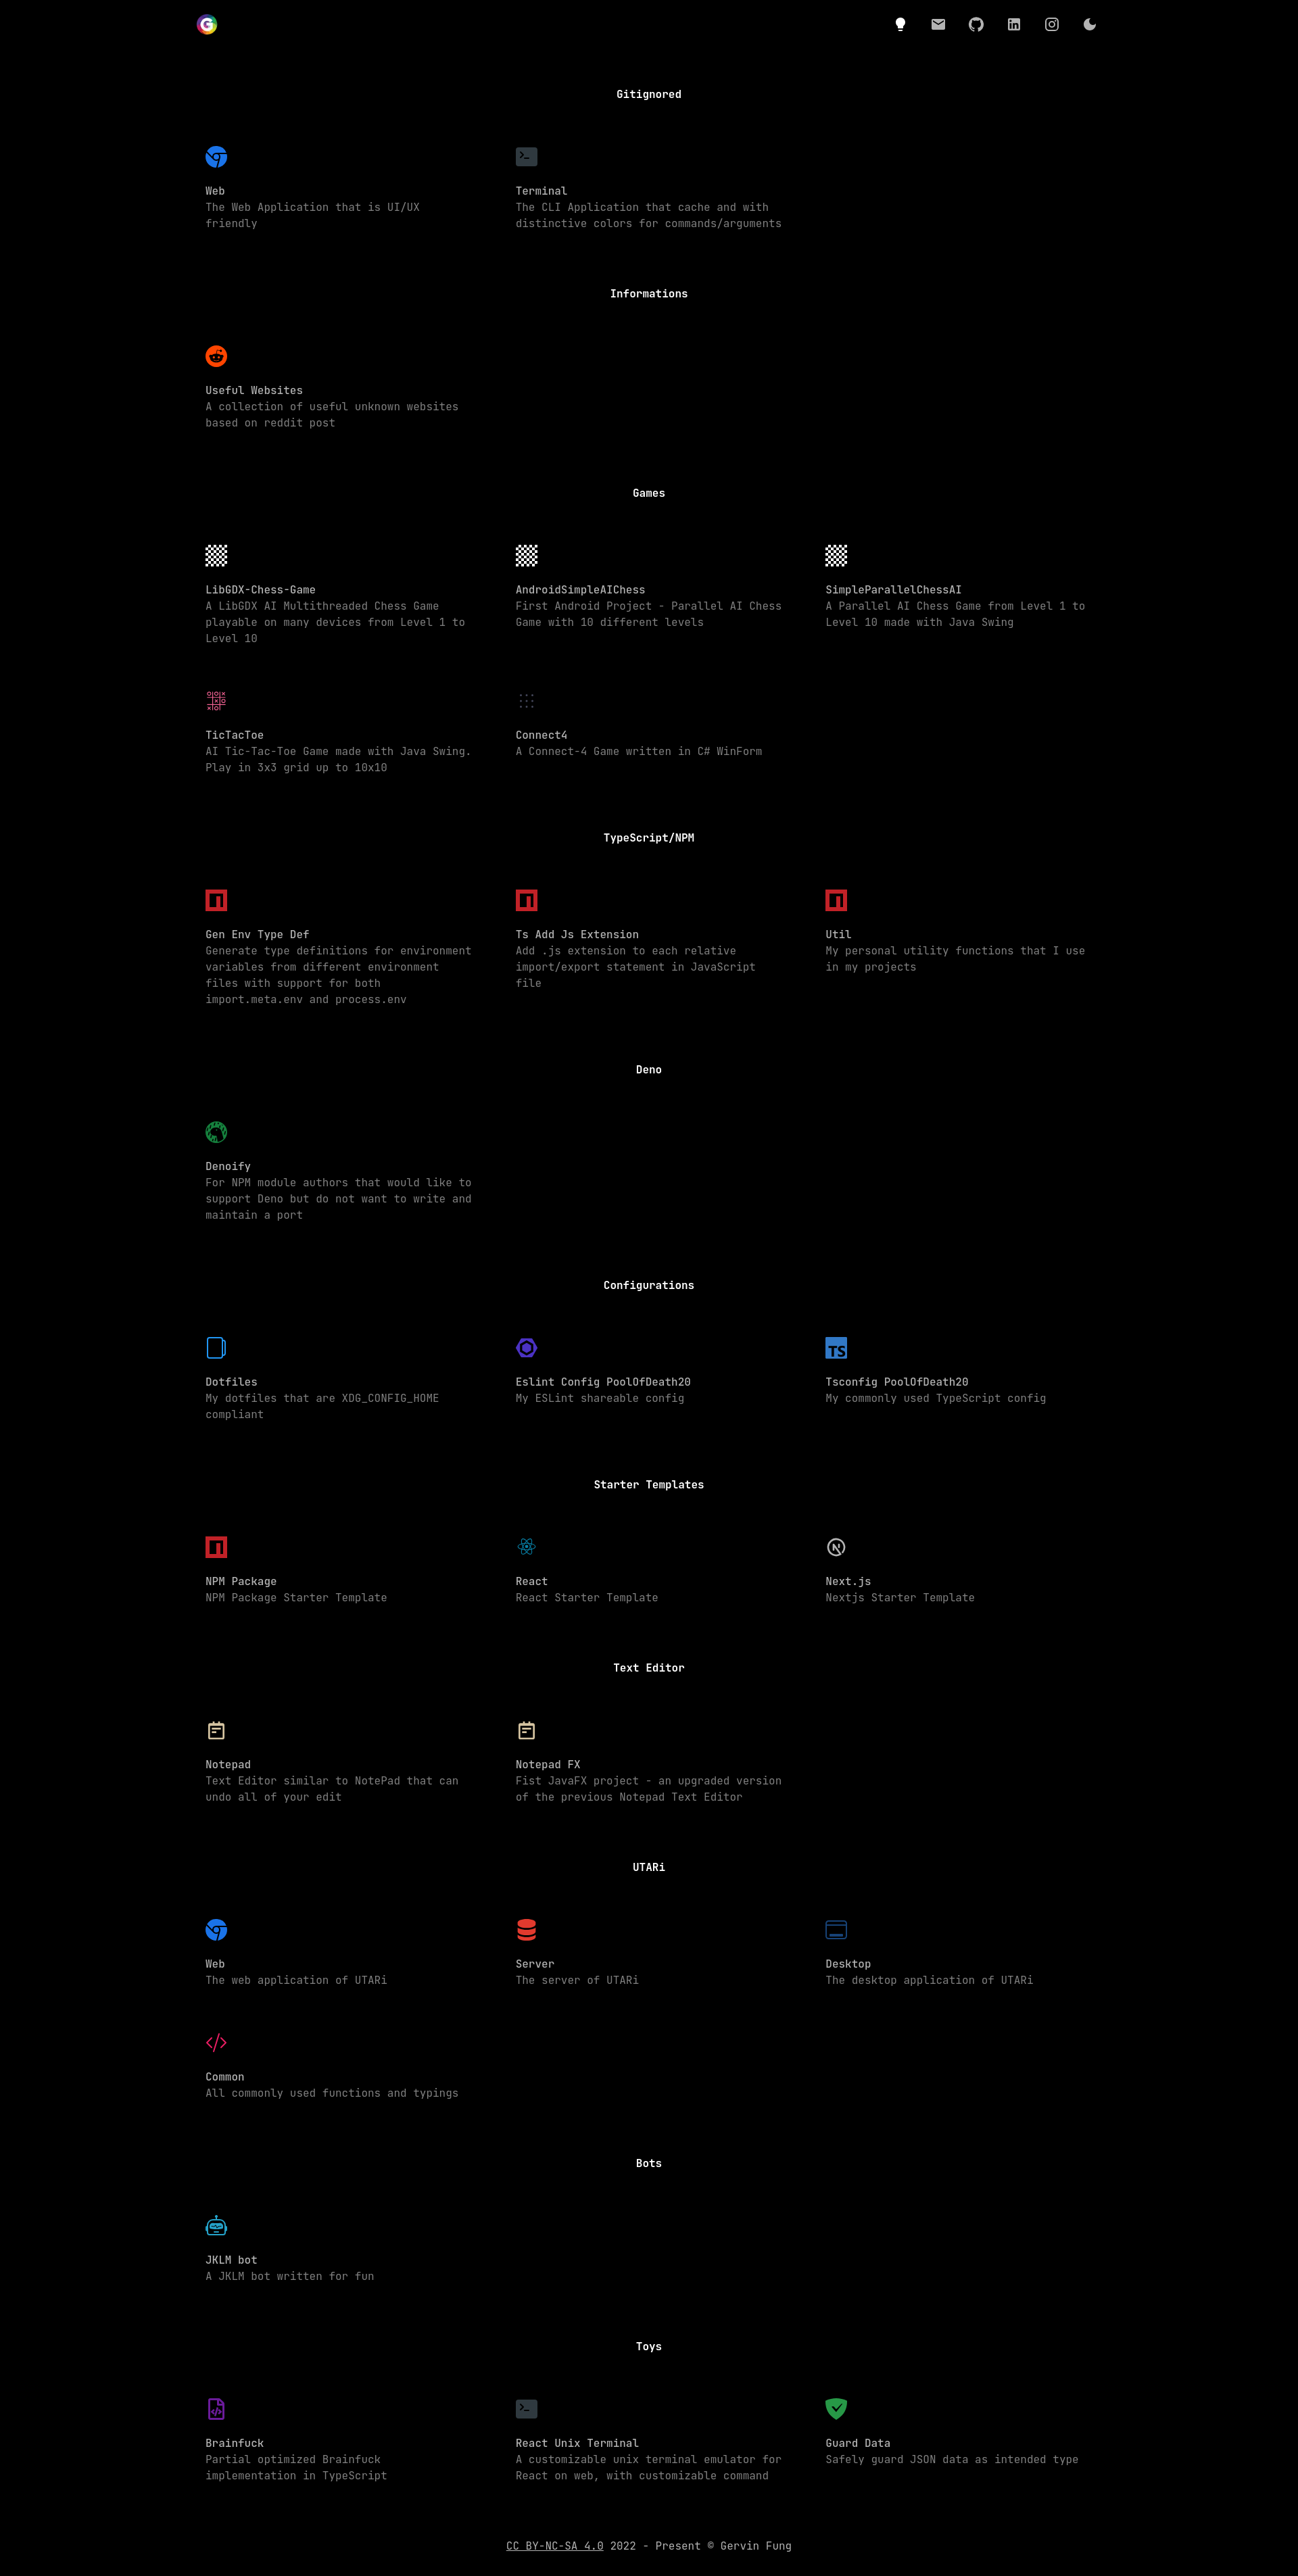 Gitignored
Web
The Web Application that is UI/UX
friendly
Terminal
The CLI Application that cache and with
distinctive colors for commands/arguments
Informations
Useful Websites
A collection of useful unknown websites
based on reddit post
Games
LibGDX-Chess-Game
A LibGDX AI Multithreaded Chess Game
playable on many devices from Level 1 to
Level 10
AndroidSimpleAIChess
First Android Project - Parallel AI Chess
Game with 10 different levels
SimpleParallelChessAI
A Parallel AI Chess Game from Level 1 to
Level 10 made with Java Swing
TicTacToe
AI Tic-Tac-Toe Game made with Java Swing.
Play in 3x3 grid up to 10x10
Connect4
A Connect-4 Game written in C# WinForm
TypeScript/NPM
Gen Env Type Def
Generate type definitions for environment
variables from different environment
files with support for both
import.meta.env and process.env
Ts Add Js Extension
Add .js extension to each relative
import/export statement in JavaScript
file
Util
My personal utility functions that I use
in my projects
Deno
Denoify
For NPM module authors that would like to
support Deno but do not want to write and
maintain a port
Configurations
Dotfiles
My dotfiles that are XDG_CONFIG_HOME
compliant
Eslint Config PoolOfDeath20
My ESLint shareable config
TS
Tsconfig PoolOfDeath20
My commonly used TypeScript config
Starter Templates
NPM Package
NPM Package Starter Template
React
React Starter Template
Next.js
Nextjs Starter Template
Text Editor
Notepad
Text Editor similar to NotePad that can
undo all of your edit
Notepad FX
Fist JavaFX project - an upgraded version
of the previous Notepad Text Editor
UTARi
Web
The web application of UTARi
Server
The server of UTARi
Desktop
The desktop application of UTARi
Common
All commonly used functions and typings
Bots
JKLM bot
A JKLM bot written for fun
Toys
Brainfuck
Partial optimized Brainfuck
implementation in TypeScript
React Unix Terminal
A customizable unix terminal emulator for
React on web, with customizable command
Guard Data
Safely guard JSON data as intended type
CC BY-NC-SA 4.0 2022 - Present © Gervin Fung